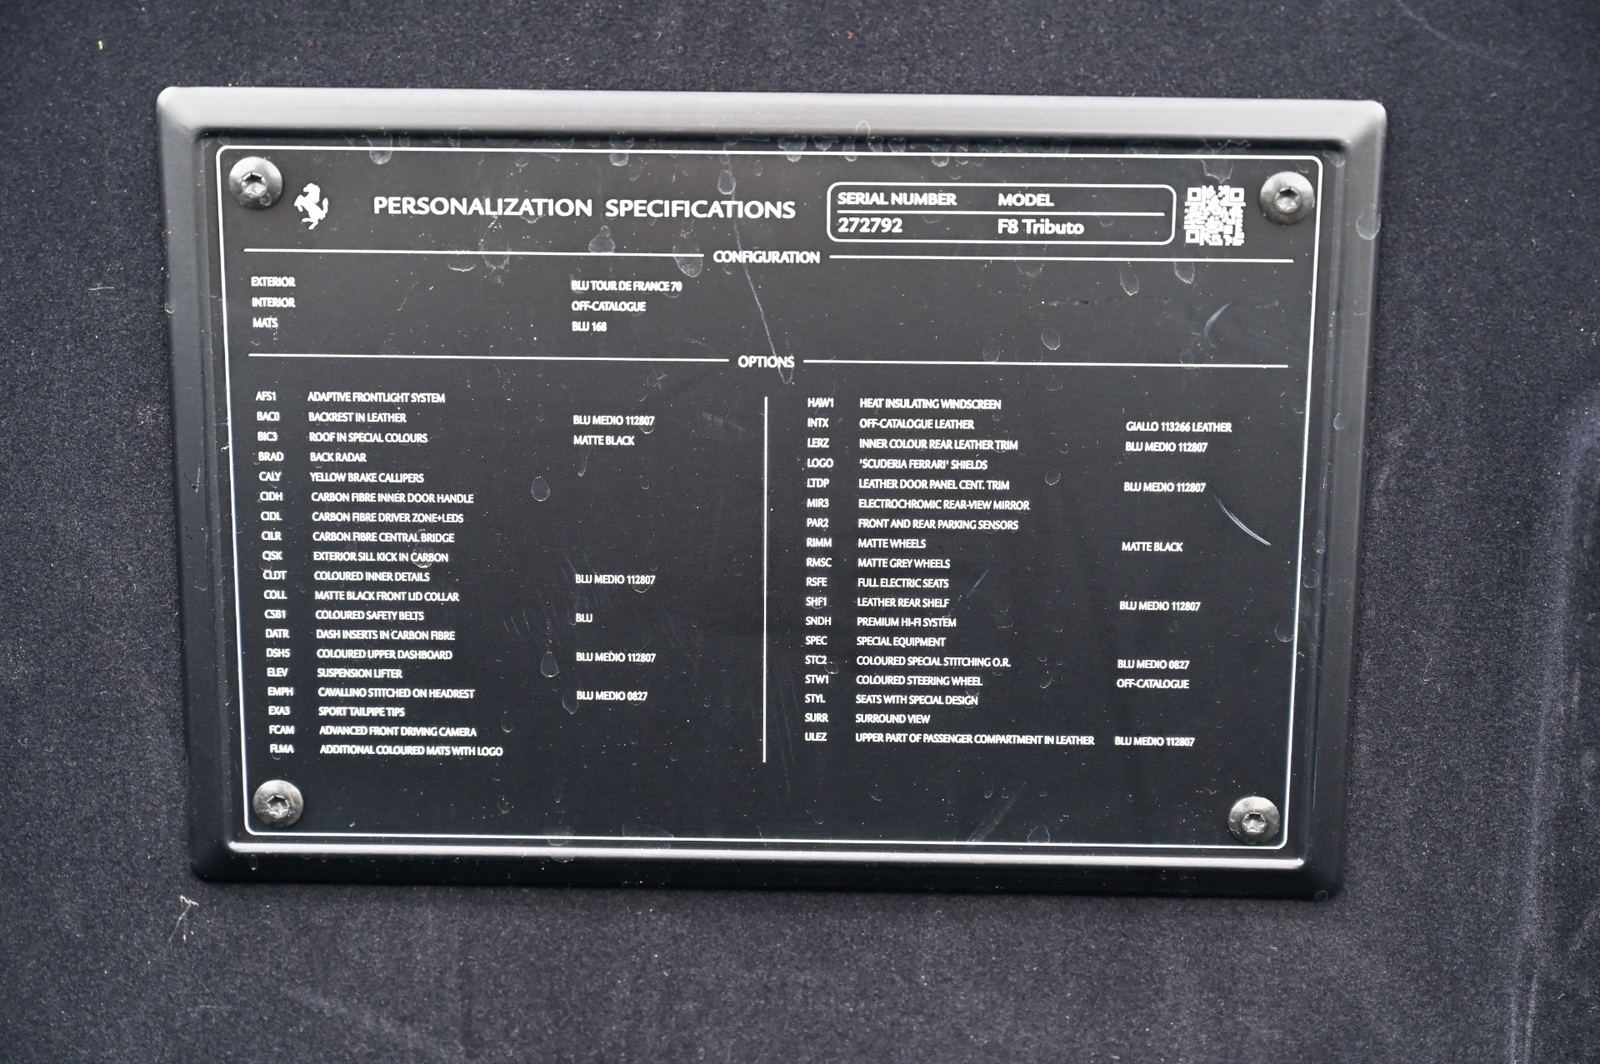 PERSONALIZATION SPECIFICATIONS
SERIAL NUMBER MODEL
272792 F8 Tributo
CONFIGURATION
EXTERIOR BLU TOUR DE FRANCE 70
INTERIOR OFF-CATALOGUE
MATS BLU 168
OPTIONS
AFS1 ADAPTIVE FRONTLIGHT SYSTEM
BAC0 BACKREST IN LEATHER BLU MEDIO 112807
BIC3 ROOF IN SPECIAL COLOURS MATTE BLACK
BRAD BACK RADAR
CALY YELLOW BRAKE CALLIPERS
CIDH CARBON FIBRE INNER DOOR HANDLE
CIDL CARBON FIBRE DRIVER ZONE+LEDS
CILR CARBON FIBRE CENTRAL BRIDGE
CJSK EXTERIOR SILL KICK IN CARBON
CLDT COLOURED INNER DETAILS BLU MEDIO 112807
COLL MATTE BLACK FRONT LID COLLAR
CSB1 COLOURED SAFETY BELTS BLU
DATR DASH INSERTS IN CARBON FIBRE
DSH5 COLOURED UPPER DASHBOARD BLU MEDIO 112807
ELEV SUSPENSION LIFTER
EMPH CAVALLINO STITCHED ON HEADREST BLU MEDIO 0827
EXA3 SPORT TAILPIPE TIPS
FCAM ADVANCED FRONT DRIVING CAMERA
FLMA ADDITIONAL COLOURED MATS WITH LOGO
HAW1 HEAT INSULATING WINDSCREEN
INTX OFF-CATALOGUE LEATHER GIALLO 113266 LEATHER
LERZ INNER COLOUR REAR LEATHER TRIM BLU MEDIO 112807
LOGO 'SCUDERIA FERRARI' SHIELDS
LTDP LEATHER DOOR PANEL CENT. TRIM BLU MEDIO 112807
MIR3 ELECTROCHROMIC REAR-VIEW MIRROR
PAR2 FRONT AND REAR PARKING SENSORS
RIMM MATTE WHEELS MATTE BLACK
RMSC MATTE GREY WHEELS
RSFE FULL ELECTRIC SEATS
SHF1 LEATHER REAR SHELF BLU MEDIO 112807
SNDH PREMIUM HI-FI SYSTEM
SPEC SPECIAL EQUIPMENT
STC2 COLOURED SPECIAL STITCHING O.R. BLU MEDIO 0827
STW1 COLOURED STEERING WHEEL OFF-CATALOGUE
STYL SEATS WITH SPECIAL DESIGN
SURR SURROUND VIEW
ULEZ UPPER PART OF PASSENGER COMPARTMENT IN LEATHER BLU MEDIO 112807